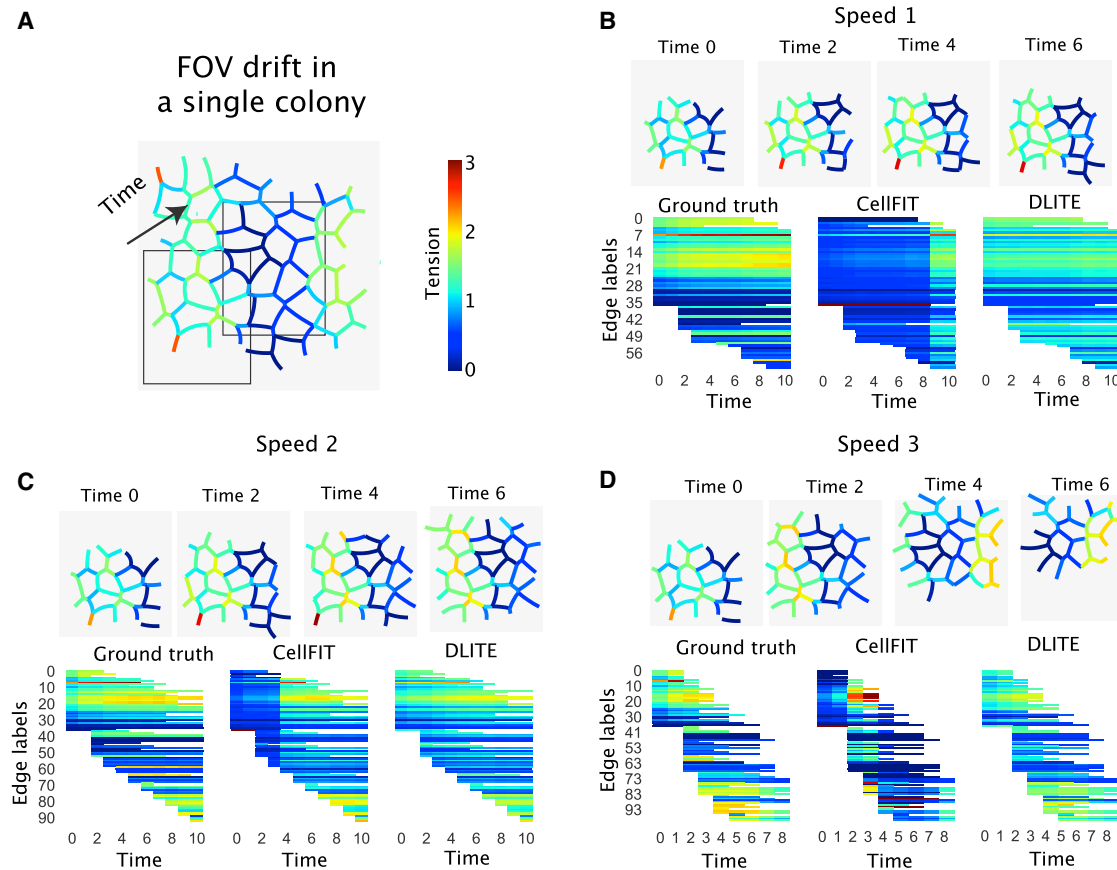 A
FOV drift in
a single colony
Time
3
2
1
0
Tension
B
Speed 1
Time 0 Time 2 Time 4 Time 6
Ground truth CellFIT DLITE
Edge labels
0
7
14
21
28
35
42
49
56
0 2 4 6 8 10 0 2 4 6 8 10 0 2 4 6 8 10
Time Time Time
C
Speed 2
Time 0 Time 2 Time 4 Time 6
Ground truth CellFIT DLITE
Edge labels
0
10
20
30
40
50
60
70
80
90
0 2 4 6 8 10 0 2 4 6 8 10 0 2 4 6 8 10
Time Time Time
D
Speed 3
Time 0 Time 2 Time 4 Time 6
Ground truth CellFIT DLITE
Edge labels
0
10
20
30
41
53
63
73
83
93
0 1 2 3 4 5 6 7 8 0 1 2 3 4 5 6 7 8 0 1 2 3 4 5 6 7 8
Time Time Time